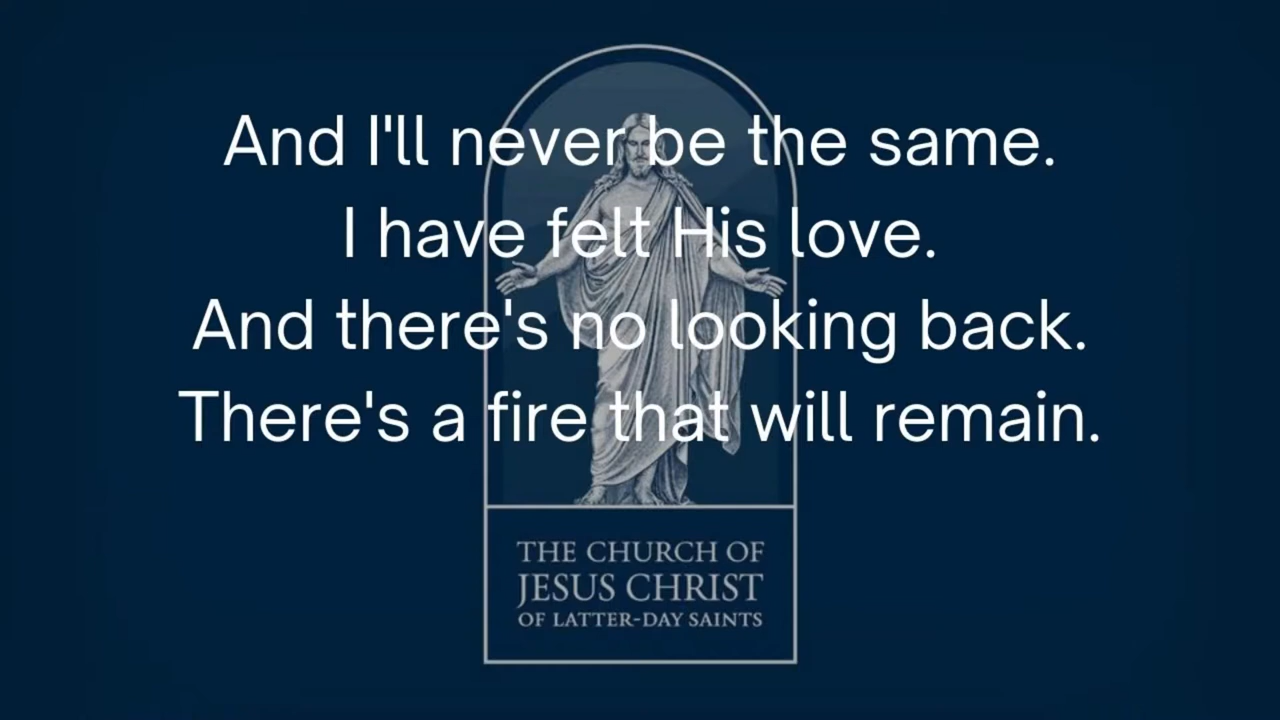 And I'll never be the same.
I have felt His love.
And there's no looking back.
There's a fire that will remain.
THE CHURCH OF
JESUS CHRIST
OF LATTER-DAY SAINTS